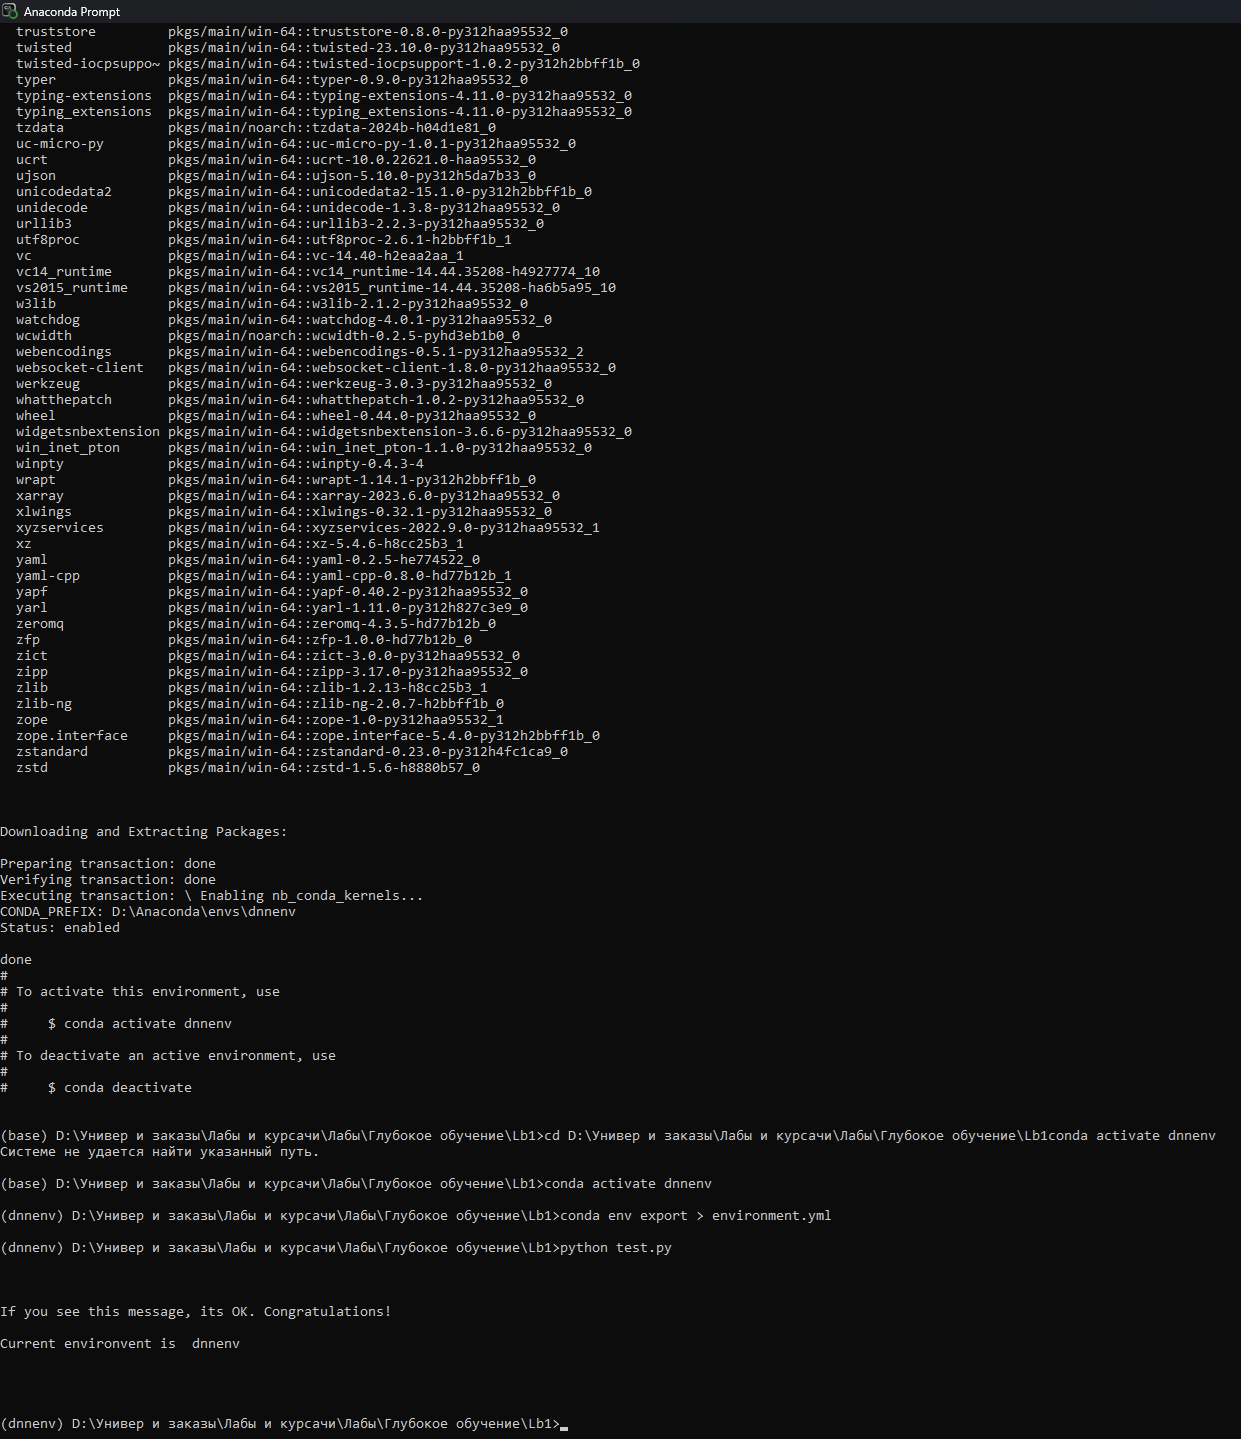 Anaconda Prompt
truststore pkgs/main/win-64::truststore-0.8.0-py312haa95532_0
twisted pkgs/main/win-64::twisted-23.10.0-py312haa95532_0
twisted-iocpsuppo~ pkgs/main/win-64::twisted-iocpsupport-1.0.2-py312h2bbff1b_0
typer pkgs/main/win-64::typer-0.9.0-py312haa95532_0
typing-extensions pkgs/main/win-64::typing-extensions-4.11.0-py312haa95532_0
typing_extensions pkgs/main/win-64::typing_extensions-4.11.0-py312haa95532_0
tzdata pkgs/main/noarch::tzdata-2024b-h04d1e81_0
uc-micro-py pkgs/main/win-64::uc-micro-py-1.0.1-py312haa95532_0
ucrt pkgs/main/win-64::ucrt-10.0.22621.0-haa95532_0
ujson pkgs/main/win-64::ujson-5.10.0-py312h5da7b33_0
unicodedata2 pkgs/main/win-64::unicodedata2-15.1.0-py312h2bbff1b_0
unidecode pkgs/main/win-64::unidecode-1.3.8-py312haa95532_0
urllib3 pkgs/main/win-64::urllib3-2.2.3-py312haa95532_0
utf8proc pkgs/main/win-64::utf8proc-2.6.1-h2bbff1b_1
vc pkgs/main/win-64::vc-14.40-h2eaa2aa_1
vc14_runtime pkgs/main/win-64::vc14_runtime-14.44.35208-h4927774_10
vs2015_runtime pkgs/main/win-64::vs2015_runtime-14.44.35208-ha6b5a95_10
w3lib pkgs/main/win-64::w3lib-2.1.2-py312haa95532_0
watchdog pkgs/main/win-64::watchdog-4.0.1-py312haa95532_0
wcwidth pkgs/main/noarch::wcwidth-0.2.5-pyhd3eb1b0_0
webencodings pkgs/main/win-64::webencodings-0.5.1-py312haa95532_2
websocket-client pkgs/main/win-64::websocket-client-1.8.0-py312haa95532_0
werkzeug pkgs/main/win-64::werkzeug-3.0.3-py312haa95532_0
whatthepatch pkgs/main/win-64::whatthepatch-1.0.2-py312haa95532_0
wheel pkgs/main/win-64::wheel-0.44.0-py312haa95532_0
widgetsnbextension pkgs/main/win-64::widgetsnbextension-3.6.6-py312haa95532_0
win_inet_pton pkgs/main/win-64::win_inet_pton-1.1.0-py312haa95532_0
winpty pkgs/main/win-64::winpty-0.4.3-4
wrapt pkgs/main/win-64::wrapt-1.14.1-py312h2bbff1b_0
xarray pkgs/main/win-64::xarray-2023.6.0-py312haa95532_0
xlwings pkgs/main/win-64::xlwings-0.32.1-py312haa95532_0
xyzservices pkgs/main/win-64::xyzservices-2022.9.0-py312haa95532_1
xz pkgs/main/win-64::xz-5.4.6-h8cc25b3_1
yaml pkgs/main/win-64::yaml-0.2.5-he774522_0
yaml-cpp pkgs/main/win-64::yaml-cpp-0.8.0-hd77b12b_1
yapf pkgs/main/win-64::yapf-0.40.2-py312haa95532_0
yarl pkgs/main/win-64::yarl-1.11.0-py312h827c3e9_0
zeromq pkgs/main/win-64::zeromq-4.3.5-hd77b12b_0
zfp pkgs/main/win-64::zfp-1.0.0-hd77b12b_0
zict pkgs/main/win-64::zict-3.0.0-py312haa95532_0
zipp pkgs/main/win-64::zipp-3.17.0-py312haa95532_0
zlib pkgs/main/win-64::zlib-1.2.13-h8cc25b3_1
zlib-ng pkgs/main/win-64::zlib-ng-2.0.7-h2bbff1b_0
zope pkgs/main/win-64::zope-1.0-py312haa95532_1
zope.interface pkgs/main/win-64::zope.interface-5.4.0-py312h2bbff1b_0
zstandard pkgs/main/win-64::zstandard-0.23.0-py312h4fc1ca9_0
zstd pkgs/main/win-64::zstd-1.5.6-h8880b57_0
Downloading and Extracting Packages:
Preparing transaction: done
Verifying transaction: done
Executing transaction: \ Enabling nb_conda_kernels...
CONDA_PREFIX: D:\Anaconda\envs\dnnenv
Status: enabled
done
#
# To activate this environment, use
#
#     $ conda activate dnnenv
#
# To deactivate an active environment, use
#
#     $ conda deactivate
(base) D:\Универ и заказы\Лабы и курсачи\Лабы\Глубокое обучение\Lb1>cd D:\Универ и заказы\Лабы и курсачи\Лабы\Глубокое обучение\Lb1conda activate dnnenv
Системе не удается найти указанный путь.
(base) D:\Универ и заказы\Лабы и курсачи\Лабы\Глубокое обучение\Lb1>conda activate dnnenv
(dnnenv) D:\Универ и заказы\Лабы и курсачи\Лабы\Глубокое обучение\Lb1>conda env export > environment.yml
(dnnenv) D:\Универ и заказы\Лабы и курсачи\Лабы\Глубокое обучение\Lb1>python test.py
If you see this message, its OK. Congratulations!
Current environvent is  dnnenv
(dnnenv) D:\Универ и заказы\Лабы и курсачи\Лабы\Глубокое обучение\Lb1>